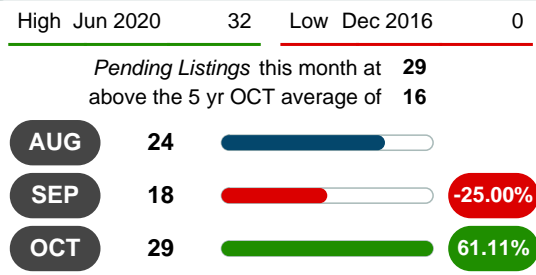 High Jun 2020 32 Low Dec 2016 0
Pending Listings this month at 29
above the 5 yr OCT average of 16
AUG 24
SEP 18 -25.00%
OCT 29 61.11%